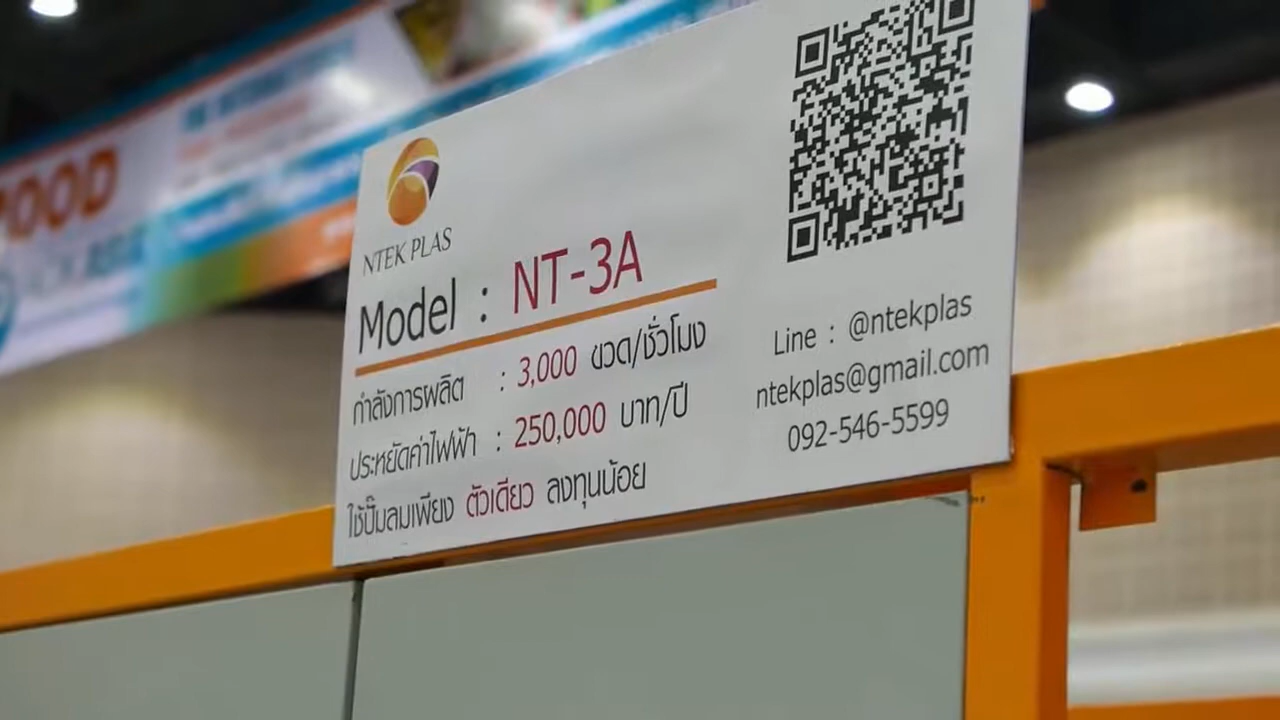 FOOD
NTEK PLAS
Model : NT-3A
กำลังการผลิต : 3,000 ขวด/ชั่วโมง
ประหยัดค่าไฟฟ้า : 250,000 บาท/ปี
ใช้ปั๊มลมเพียง ตัวเดียว ลงทุนน้อย
Line : @ntekplas
ntekplas@gmail.com
092-546-5599